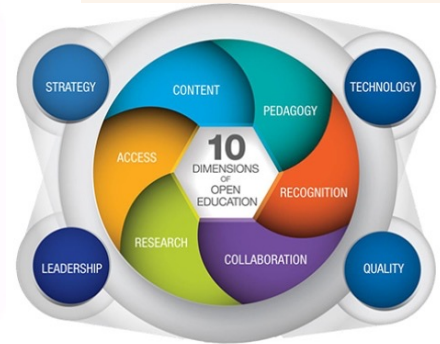 STRATEGY
CONTENT
TECHNOLOGY
PEDAGOGY
ACCESS
10
DIMENSIONS
OF
OPEN
EDUCATION
RECOGNITION
RESEARCH
COLLABORATION
LEADERSHIP
QUALITY